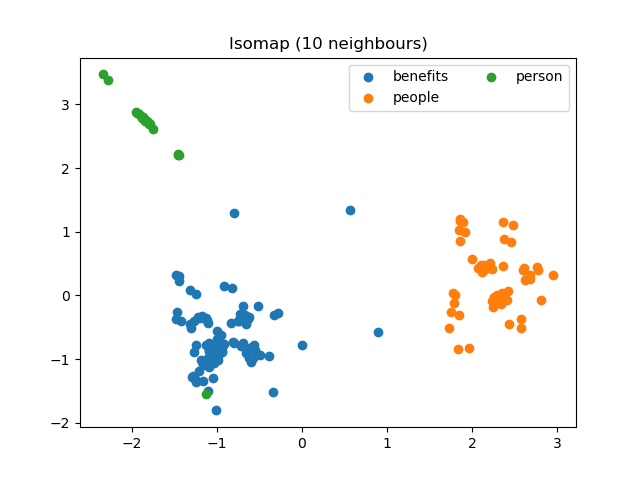 Isomap (10 neighbours)
benefits
people
person
3
2
1
0
−1
−2
−2 −1 0 1 2 3